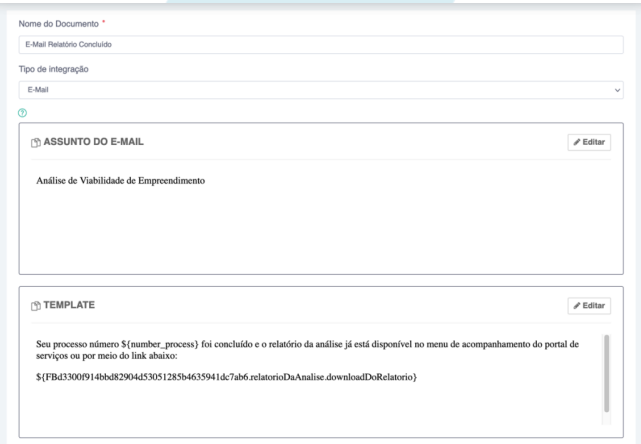 Nome do Documento *
E-Mail Relatório Concluído
Tipo de integração
E-Mail
?
ASSUNTO DO E-MAIL
Editar
Análise de Viabilidade de Empreendimento
TEMPLATE
Editar
Seu processo número ${number_process} foi concluído e o relatório da análise já está disponível no menu de acompanhamento do portal de
serviços ou por meio do link abaixo:
${FBd3300f914bbd82904d53051285b4635941dc7ab6.relatorioDaAnalise.downloadDoRelatorio}